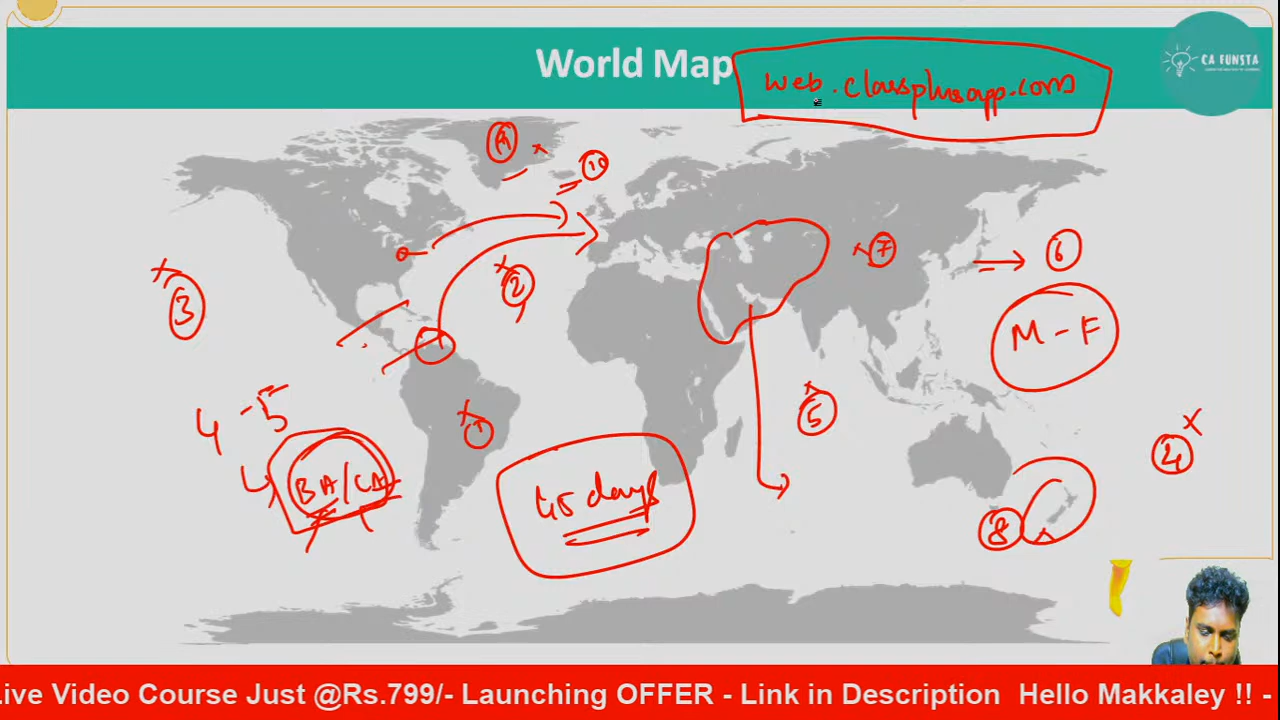 World Map
web.classplusapp.com
CA FUNSTA
10
7
6
2
3
M - F
5
4 - 5
4
BA/CA
45 days
8
Live Video Course Just @Rs.799/- Launching OFFER - Link in Description Hello Makkaley !! -